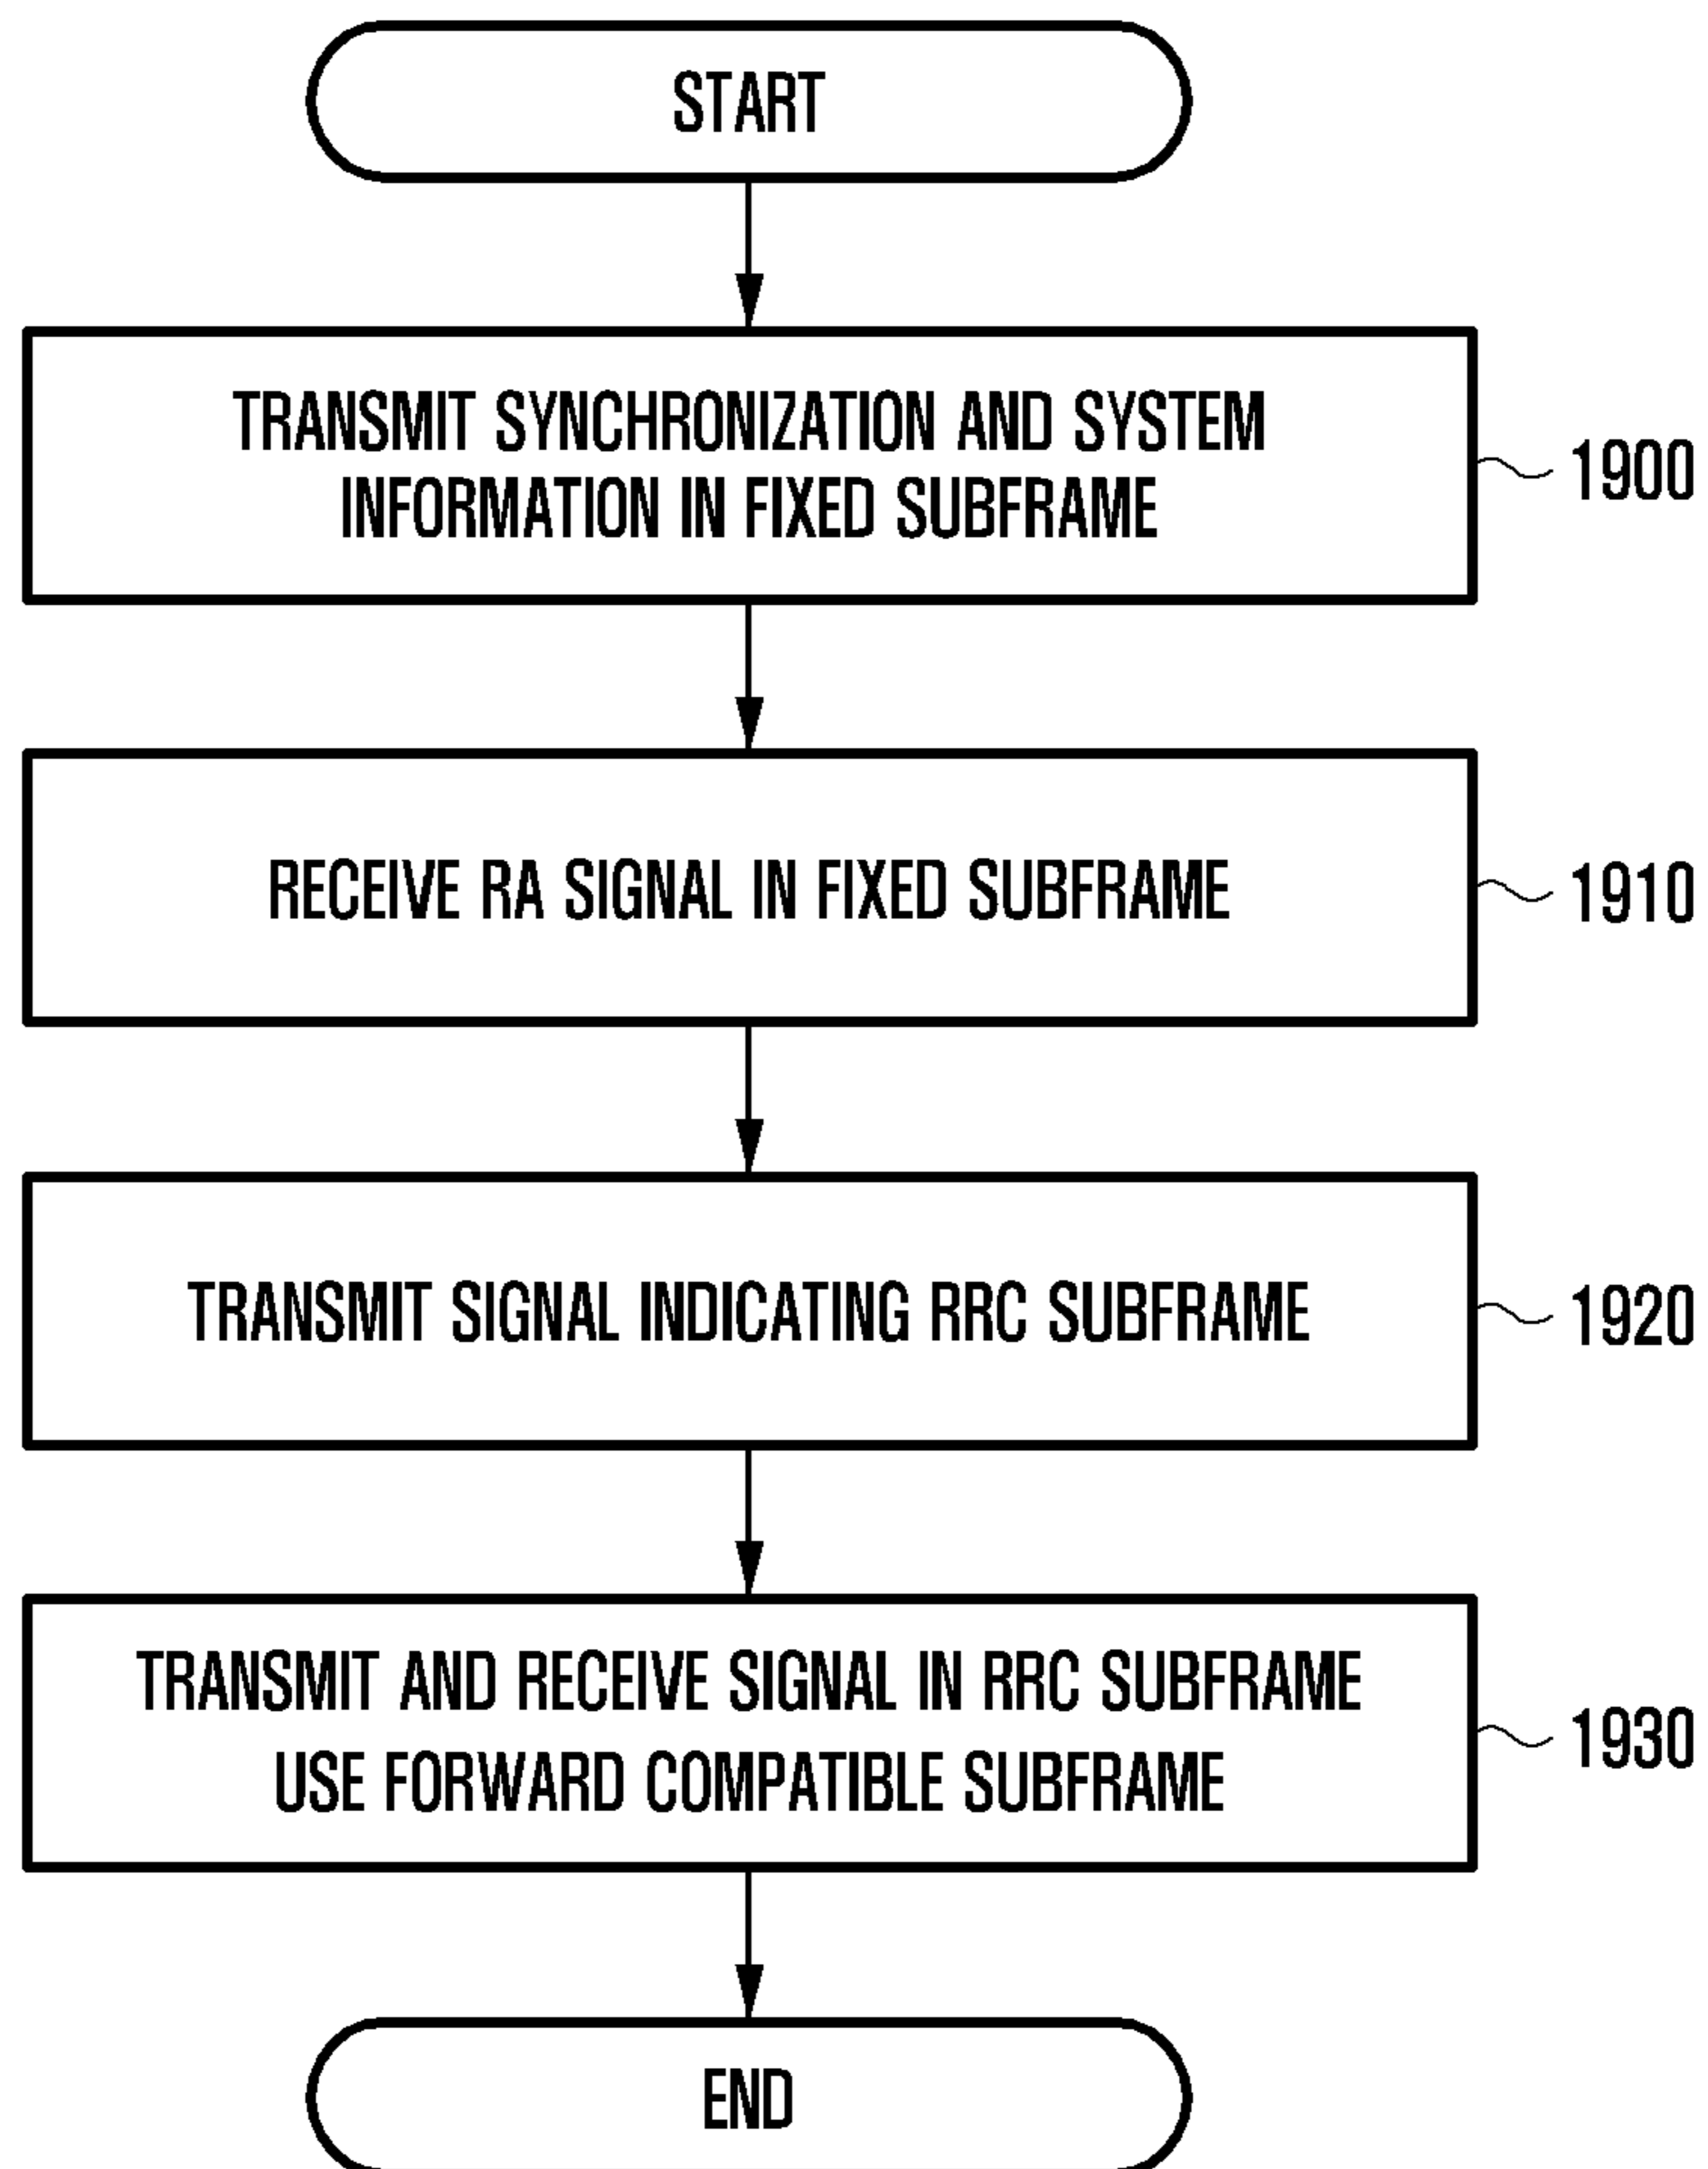 START
TRANSMIT SYNCHRONIZATION AND SYSTEM
INFORMATION IN FIXED SUBFRAME
1900
RECEIVE RA SIGNAL IN FIXED SUBFRAME
1910
TRANSMIT SIGNAL INDICATING RRC SUBFRAME
1920
TRANSMIT AND RECEIVE SIGNAL IN RRC SUBFRAME
USE FORWARD COMPATIBLE SUBFRAME
1930
END